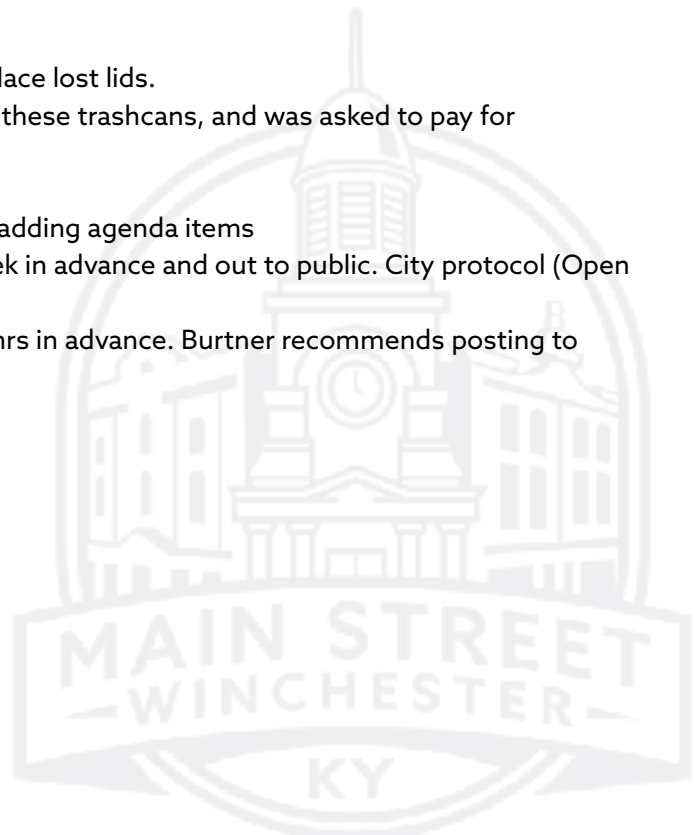 lace lost lids.
these trashcans, and was asked to pay for
adding agenda items
ek in advance and out to public. City protocol (Open
hrs in advance. Burtner recommends posting to
MAIN STREET
WINCHESTER
KY